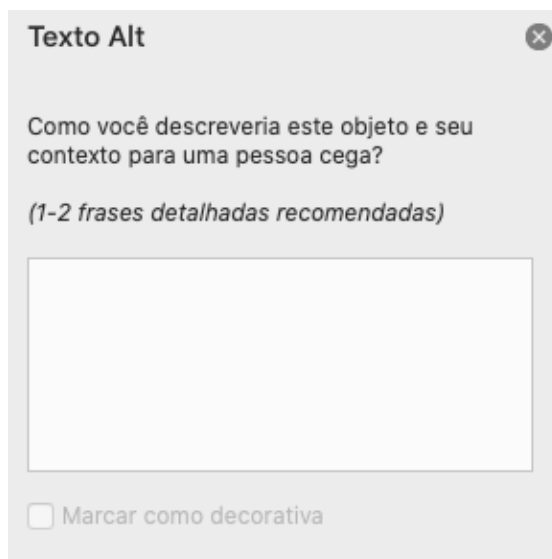 Texto Alt
Como você descreveria este objeto e seu
contexto para uma pessoa cega?
(1-2 frases detalhadas recomendadas)
Marcar como decorativa